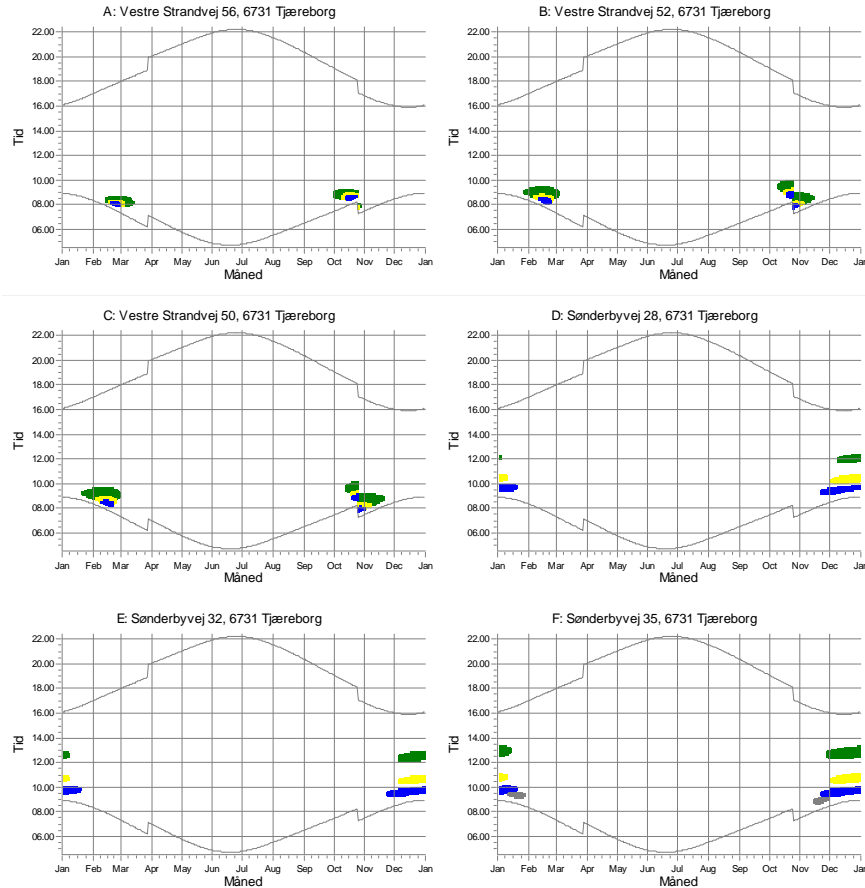 A: Vestre Strandvej 56, 6731 Tjæreborg
22.00
20.00
18.00
16.00
14.00
12.00
10.00
08.00
06.00
Tid
Jan Feb Mar Apr May Jun Jul Aug Sep Oct Nov Dec Jan
Måned
B: Vestre Strandvej 52, 6731 Tjæreborg
22.00
20.00
18.00
16.00
14.00
12.00
10.00
08.00
06.00
Tid
Jan Feb Mar Apr May Jun Jul Aug Sep Oct Nov Dec Jan
Måned
C: Vestre Strandvej 50, 6731 Tjæreborg
22.00
20.00
18.00
16.00
14.00
12.00
10.00
08.00
06.00
Tid
Jan Feb Mar Apr May Jun Jul Aug Sep Oct Nov Dec Jan
Måned
D: Sønderbyvej 28, 6731 Tjæreborg
22.00
20.00
18.00
16.00
14.00
12.00
10.00
08.00
06.00
Tid
Jan Feb Mar Apr May Jun Jul Aug Sep Oct Nov Dec Jan
Måned
E: Sønderbyvej 32, 6731 Tjæreborg
22.00
20.00
18.00
16.00
14.00
12.00
10.00
08.00
06.00
Tid
Jan Feb Mar Apr May Jun Jul Aug Sep Oct Nov Dec Jan
Måned
F: Sønderbyvej 35, 6731 Tjæreborg
22.00
20.00
18.00
16.00
14.00
12.00
10.00
08.00
06.00
Tid
Jan Feb Mar Apr May Jun Jul Aug Sep Oct Nov Dec Jan
Måned